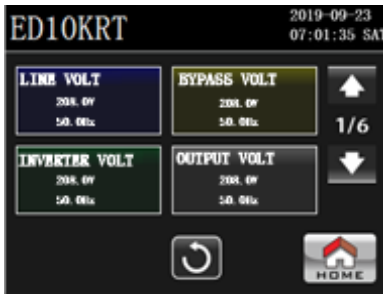 ED10KRT
2019-09-23
07:01:35 SAT
LINE VOLT
208.0V
50.0Hz
BYPASS VOLT
208.0V
50.0Hz
1/6
INVERTER VOLT
208.0V
50.0Hz
OUTPUT VOLT
208.0V
50.0Hz
HOME